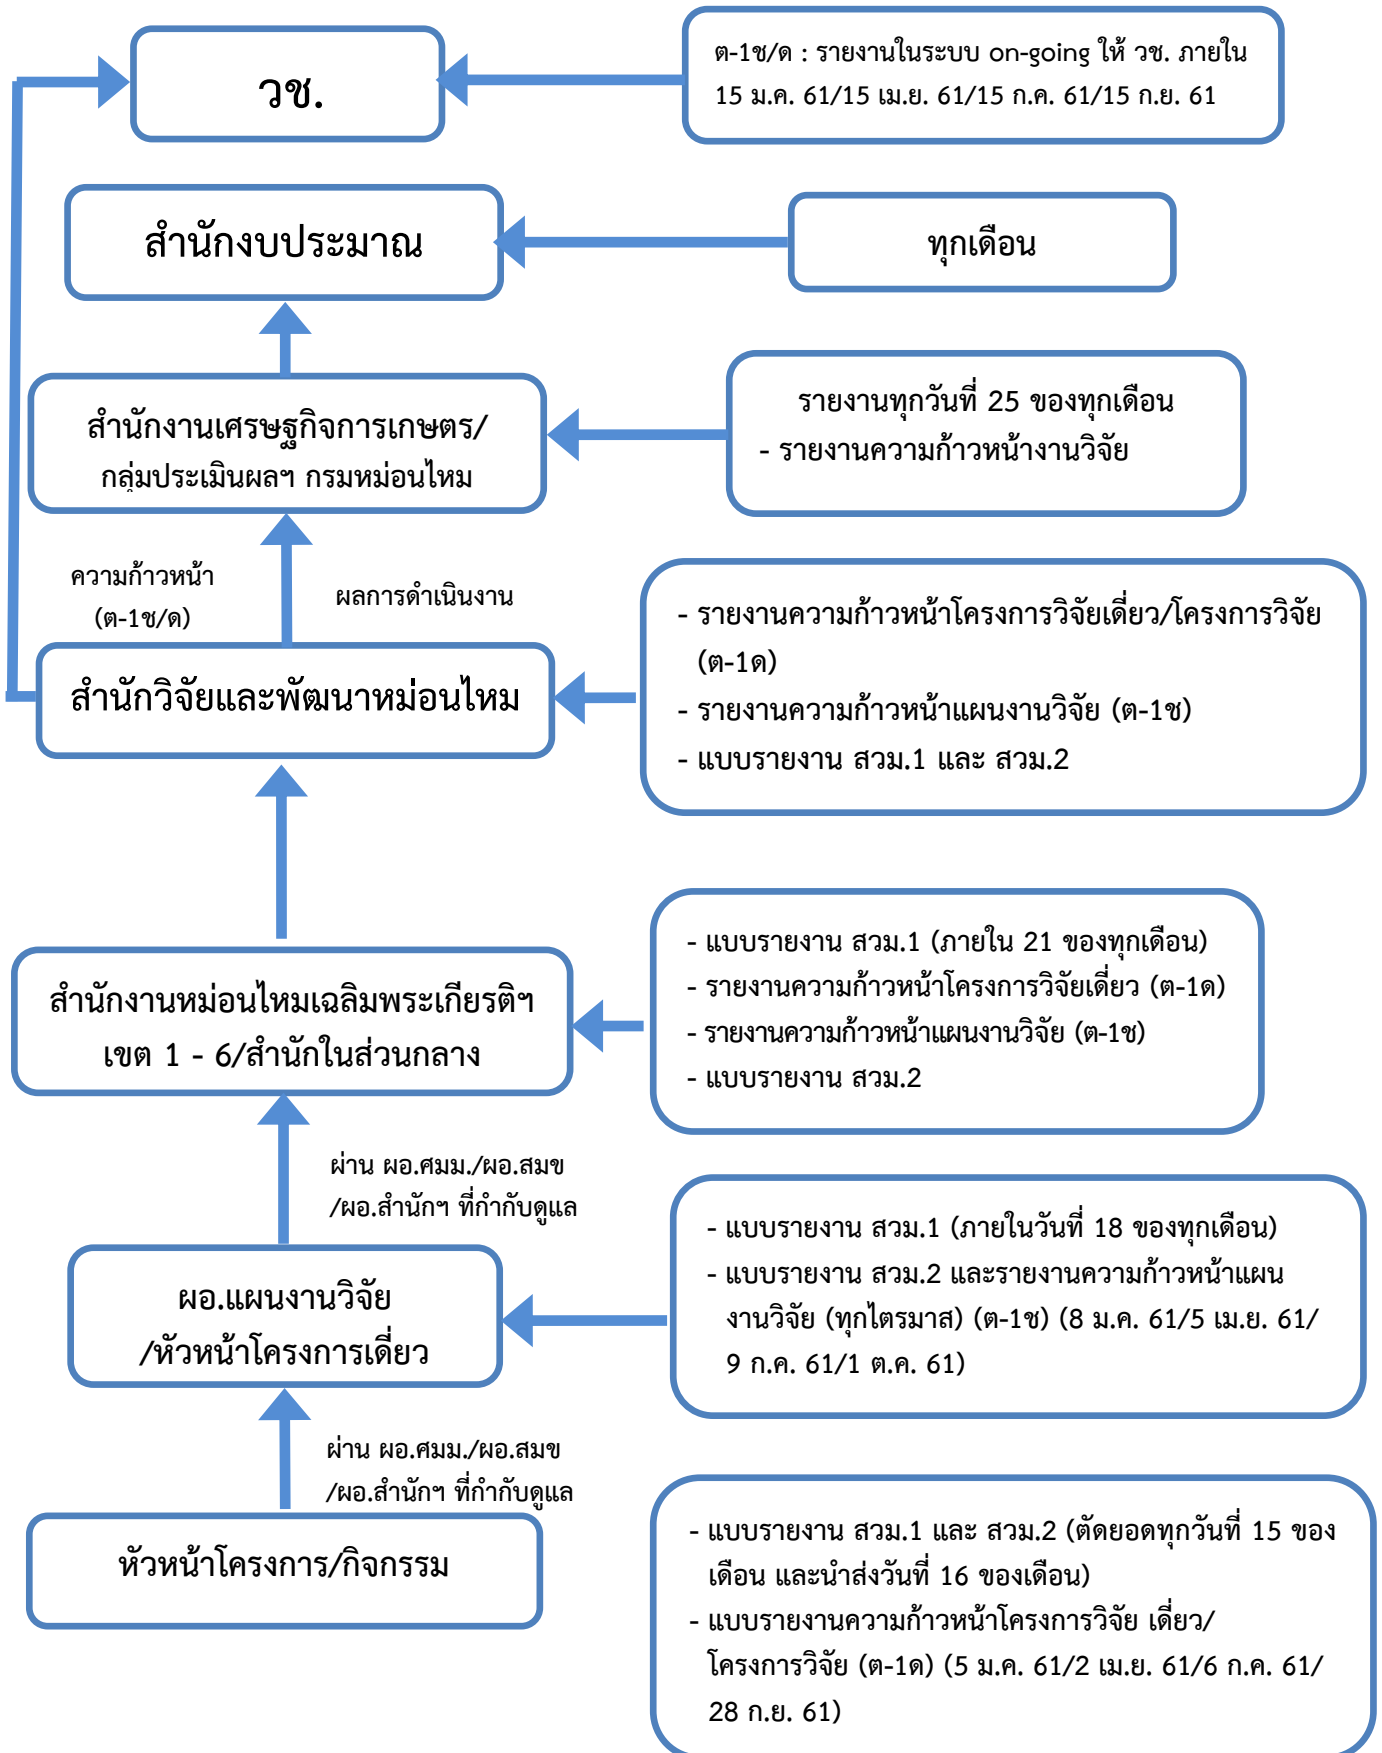 วช.
ต-1ช/ด : รายงานในระบบ on-going ให้ วช. ภายใน
15 ม.ค. 61/15 เม.ย. 61/15 ก.ค. 61/15 ก.ย. 61
สำนักงบประมาณ
ทุกเดือน
สำนักงานเศรษฐกิจการเกษตร/
กลุ่มประเมินผลฯ กรมหม่อนไหม
รายงานทุกวันที่ 25 ของทุกเดือน
- รายงานความก้าวหน้างานวิจัย
ความก้าวหน้า
(ต-1ช/ด)
ผลการดำเนินงาน
สำนักวิจัยและพัฒนาหม่อนไหม
- รายงานความก้าวหน้าโครงการวิจัยเดี่ยว/โครงการวิจัย
(ต-1ด)
- รายงานความก้าวหน้าแผนงานวิจัย (ต-1ช)
- แบบรายงาน สวม.1 และ สวม.2
สำนักงานหม่อนไหมเฉลิมพระเกียรติฯ
เขต 1 - 6/สำนักในส่วนกลาง
- แบบรายงาน สวม.1 (ภายใน 21 ของทุกเดือน)
- รายงานความก้าวหน้าโครงการวิจัยเดี่ยว (ต-1ด)
- รายงานความก้าวหน้าแผนงานวิจัย (ต-1ช)
- แบบรายงาน สวม.2
ผ่าน ผอ.ศมม./ผอ.สมข
/ผอ.สำนักฯ ที่กำกับดูแล
ผอ.แผนงานวิจัย
/หัวหน้าโครงการเดี่ยว
- แบบรายงาน สวม.1 (ภายในวันที่ 18 ของทุกเดือน)
- แบบรายงาน สวม.2 และรายงานความก้าวหน้าแผน
งานวิจัย (ทุกไตรมาส) (ต-1ช) (8 ม.ค. 61/5 เม.ย. 61/
9 ก.ค. 61/1 ต.ค. 61)
ผ่าน ผอ.ศมม./ผอ.สมข
/ผอ.สำนักฯ ที่กำกับดูแล
หัวหน้าโครงการ/กิจกรรม
- แบบรายงาน สวม.1 และ สวม.2 (ตัดยอดทุกวันที่ 15 ของ
เดือน และนำส่งวันที่ 16 ของเดือน)
- แบบรายงานความก้าวหน้าโครงการวิจัย เดี่ยว/
โครงการวิจัย (ต-1ด) (5 ม.ค. 61/2 เม.ย. 61/6 ก.ค. 61/
28 ก.ย. 61)